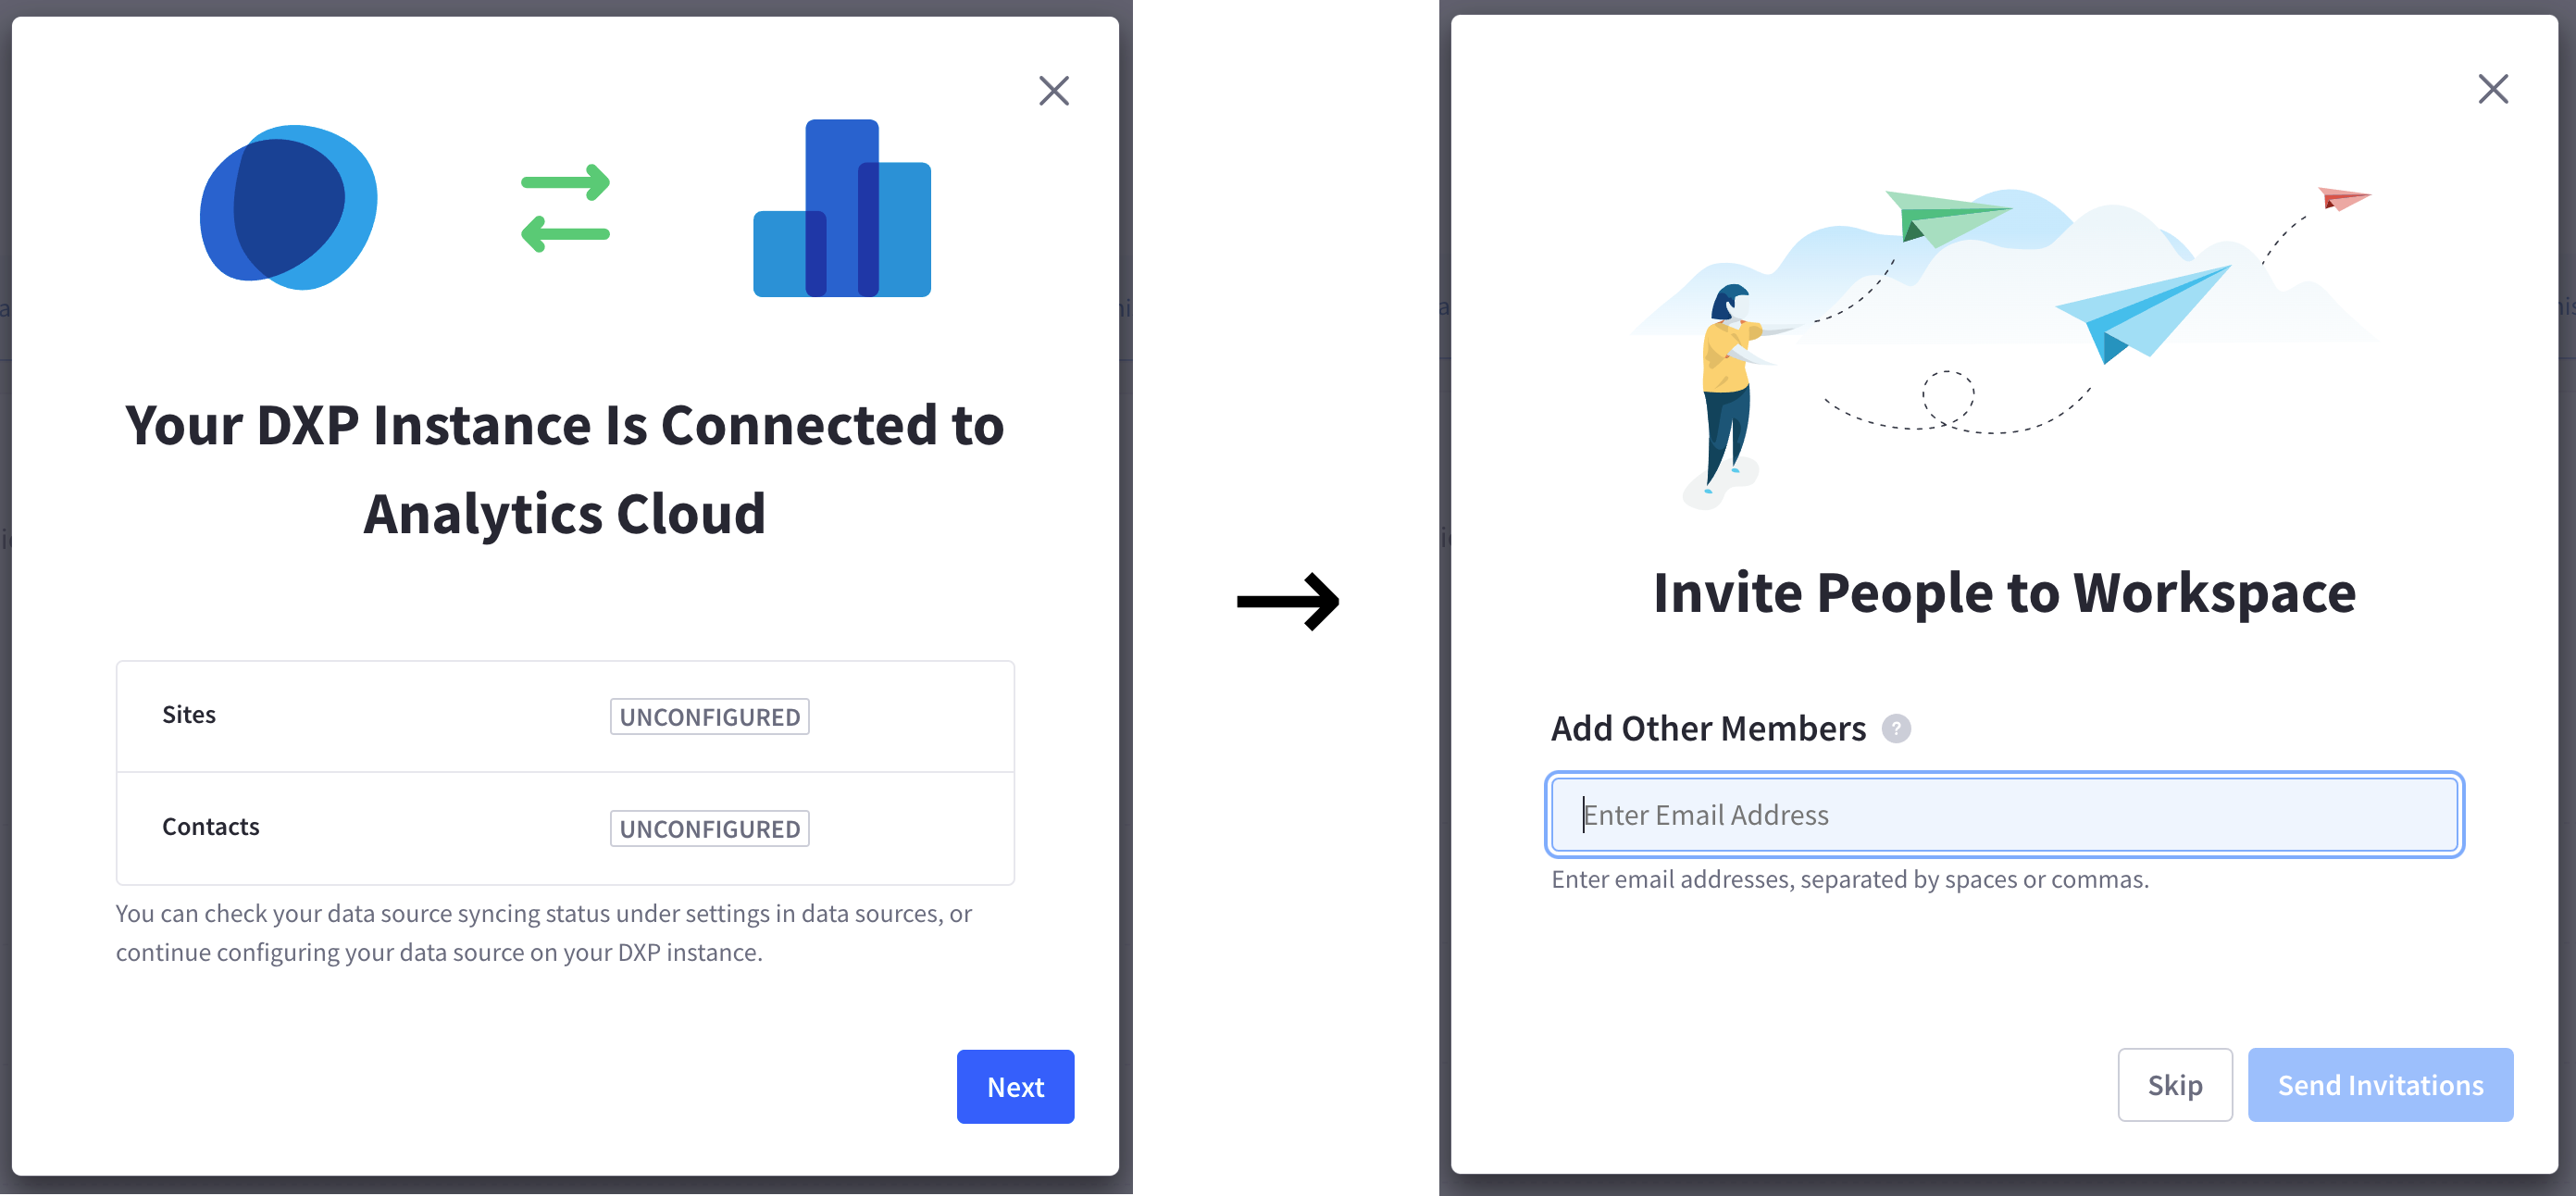 Your DXP Instance Is Connected to
Analytics Cloud
Sites UNCONFIGURED
Contacts UNCONFIGURED
You can check your data source syncing status under settings in data sources, or
continue configuring your data source on your DXP instance.
Next
Invite People to Workspace
Add Other Members ?
Enter Email Address
Enter email addresses, separated by spaces or commas.
Skip Send Invitations